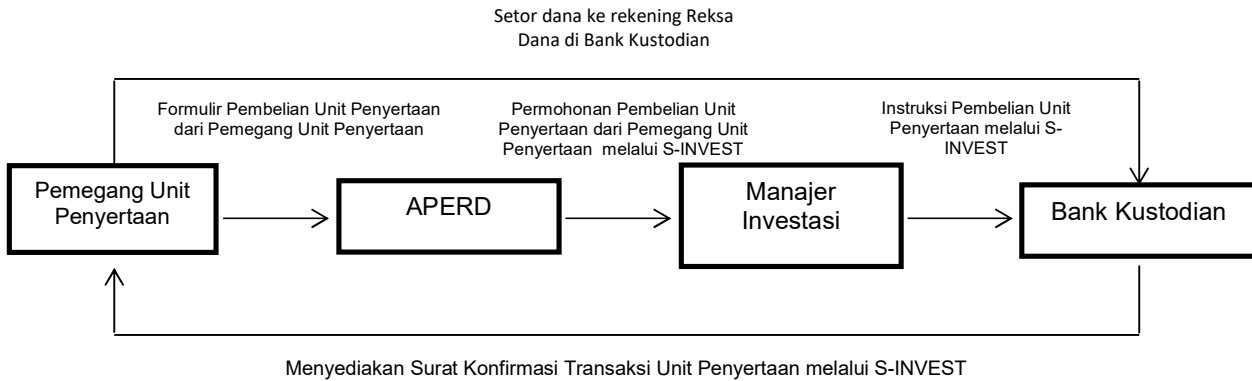 Setor dana ke rekening Reksa
Dana di Bank Kustodian
Formulir Pembelian Unit Penyertaan
dari Pemegang Unit Penyertaan
Permohonan Pembelian Unit
Penyertaan dari Pemegang Unit
Penyertaan melalui S-INVEST
Instruksi Pembelian Unit
Penyertaan melalui S-
INVEST
Pemegang Unit
Penyertaan
APERD
Manajer
Investasi
Bank Kustodian
Menyediakan Surat Konfirmasi Transaksi Unit Penyertaan melalui S-INVEST